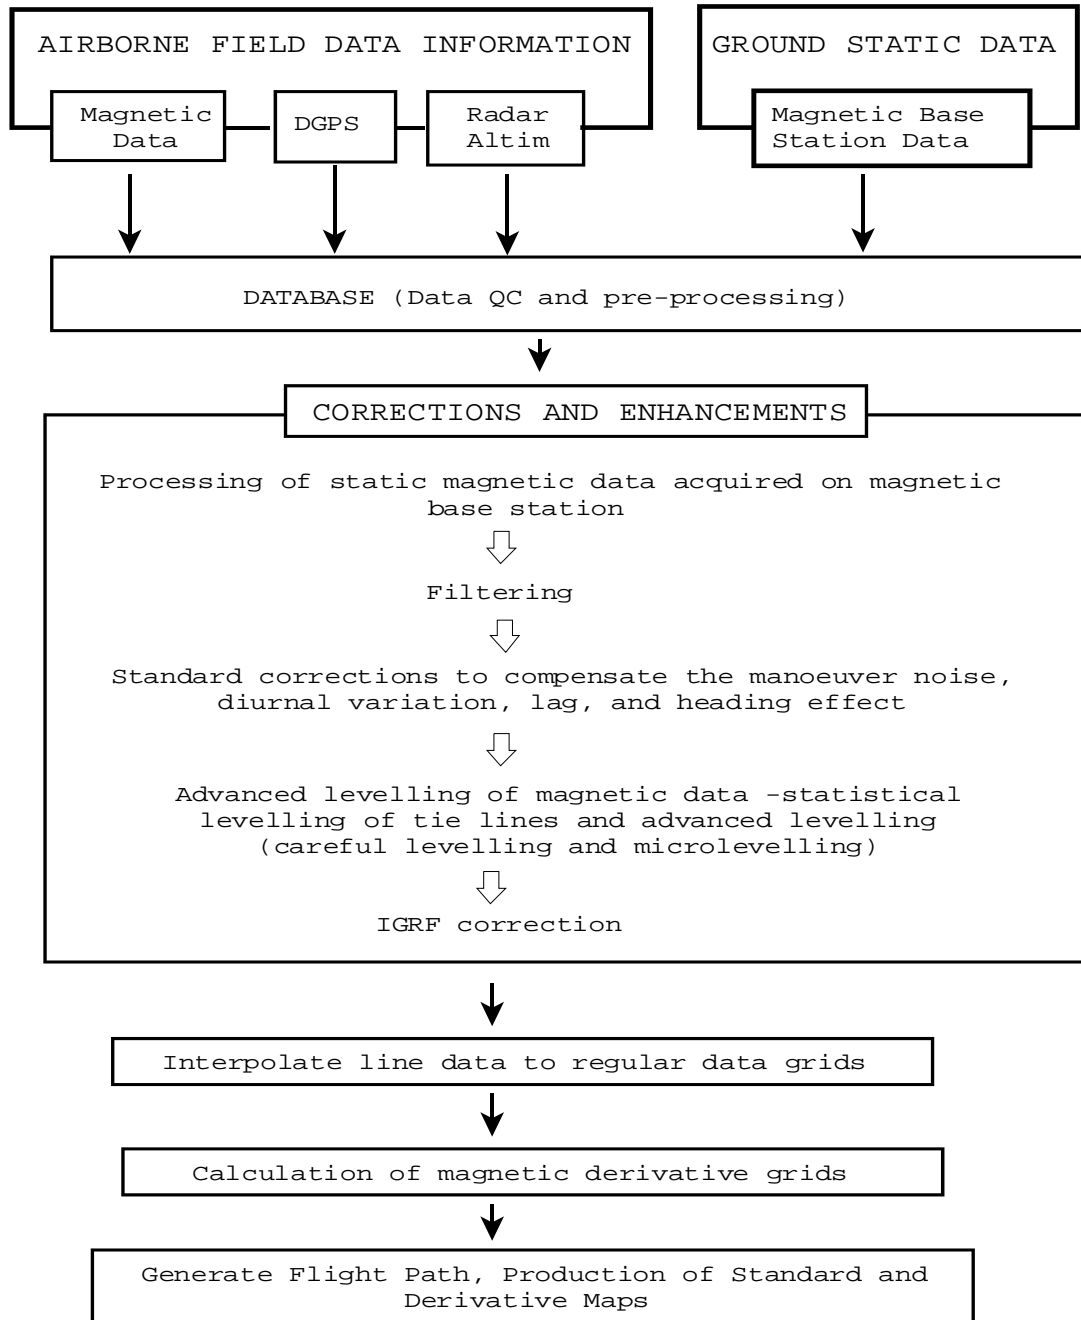 AIRBORNE FIELD DATA INFORMATION
GROUND STATIC DATA
Magnetic
Data
DGPS
Radar
Altim
Magnetic Base
Station Data
DATABASE (Data QC and pre-processing)
CORRECTIONS AND ENHANCEMENTS
Processing of static magnetic data acquired on magnetic
base station
Filtering
Standard corrections to compensate the manoeuver noise,
diurnal variation, lag, and heading effect
Advanced levelling of magnetic data -statistical
levelling of tie lines and advanced levelling
(careful levelling and microlevelling)
IGRF correction
Interpolate line data to regular data grids
Calculation of magnetic derivative grids
Generate Flight Path, Production of Standard and
Derivative Maps